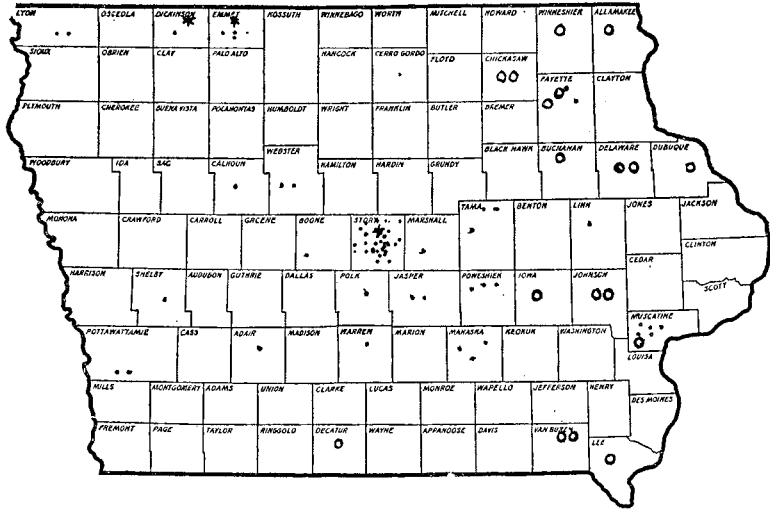 LYON OSCEOLA DICKINSON EMMET KOSSUTH WINNEBAGO WORTH MITCHELL HOWARD WINNESHIEK ALLAMAKEE
SIOUX OBRIEN CLAY PALO ALTO HANCOCK CERRO GORDO FLOYD CHICKASAW
FAYETTE CLAYTON
PLYMOUTH CHEROKEE BUENA VISTA POCAHONTAS HUMBOLDT WRIGHT FRANKLIN BUTLER BREMER
WEBSTER BLACK HAWK BUCHANAN DELAWARE DUBUQUE
WOODBURY IDA SAC CALHOUN HAMILTON HARDIN GRUNDY
TAMA BENTON LINN JONES JACKSON
MONONA CRAWFORD CARROLL GREENE BOONE STORY MARSHALL
CLINTON
CEDAR
HARRISON SHELBY AUDUBON GUTHRIE DALLAS POLK JASPER POWESHIEK IOWA JOHNSON
SCOTT
MUSCATINE
POTTAWATTAMIE CASS ADAIR MADISON WARREN MARION MAHASKA KEOKUK WASHINGTON
LOUISA
MILLS MONTGOMERY ADAMS UNION CLARKE LUCAS MONROE WAPELLO JEFFERSON HENRY
DES MOINES
FREMONT PAGE TAYLOR RINGGOLD DECATUR WAYNE APPANOOSE DAVIS VAN BUREN
LEE